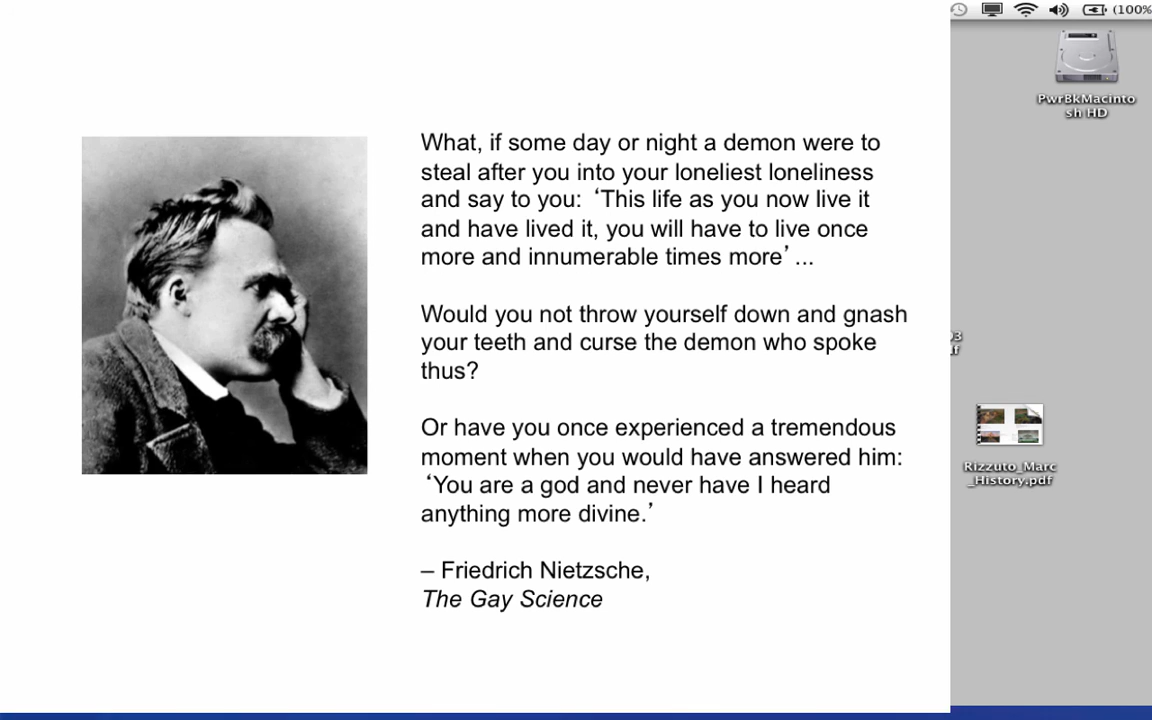 (100%
PwrBkMacinto
sh HD
What, if some day or night a demon were to
steal after you into your loneliest loneliness
and say to you: ‘This life as you now live it
and have lived it, you will have to live once
more and innumerable times more’ ...
Would you not throw yourself down and gnash
your teeth and curse the demon who spoke
thus?
Or have you once experienced a tremendous
moment when you would have answered him:
‘You are a god and never have I heard
anything more divine.’
– Friedrich Nietzsche,
The Gay Science
Rizzuto_Marc
_History.pdf